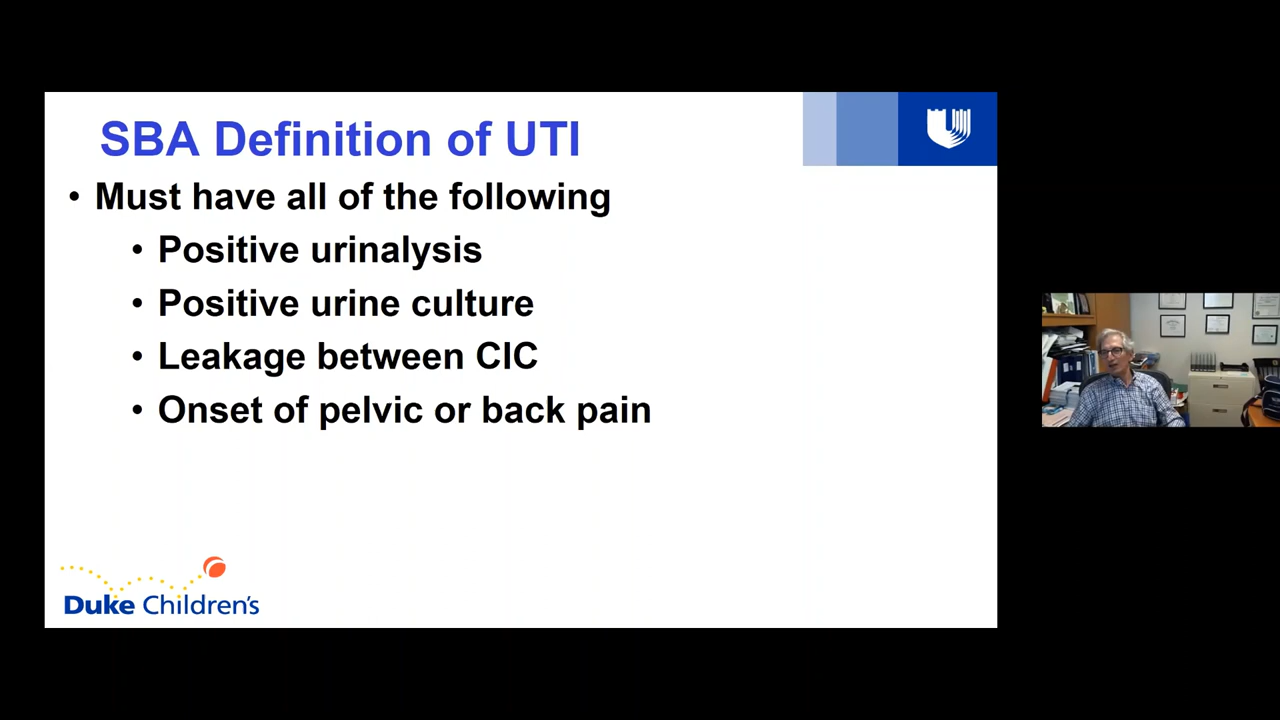 SBA Definition of UTI
• Must have all of the following
• Positive urinalysis
• Positive urine culture
• Leakage between CIC
• Onset of pelvic or back pain
Duke Children's